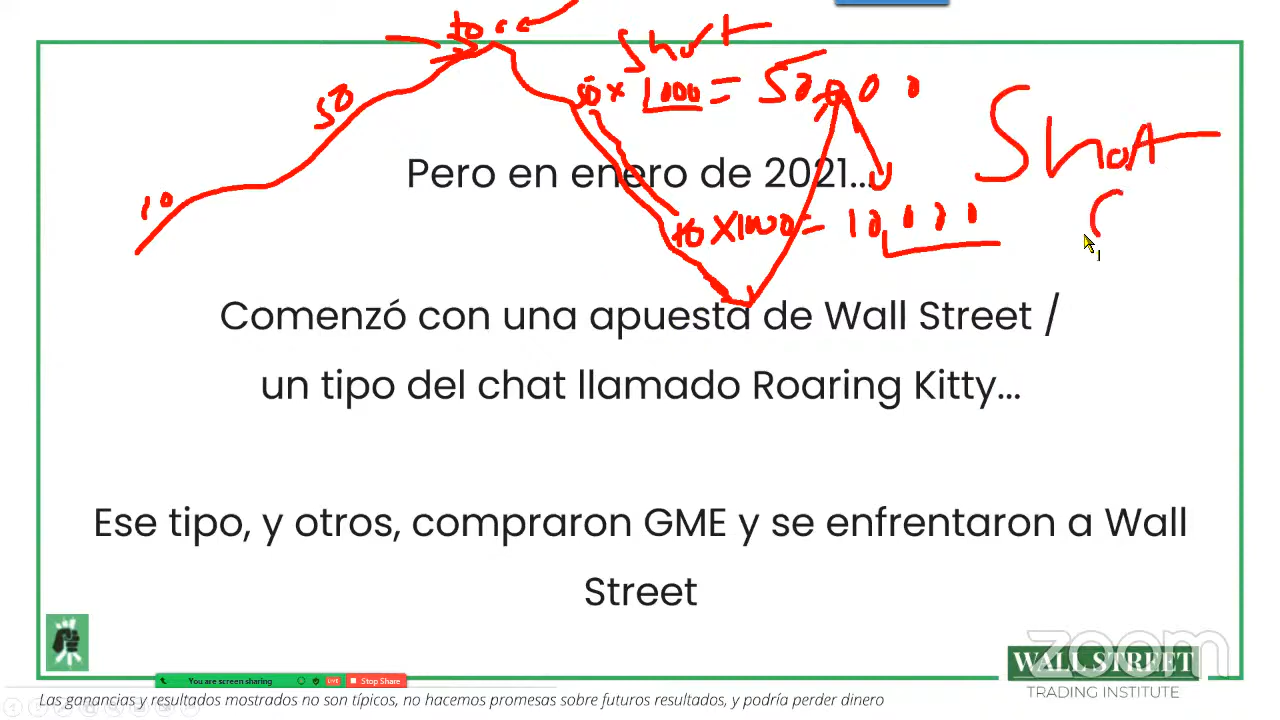 to
Short
50
50 x 1000 = 50,000
Short
10
Pero en enero de 2021...
10 x 1000 = 10,000
Comenzó con una apuesta de Wall Street /
un tipo del chat llamado Roaring Kitty...
Ese tipo, y otros, compraron GME y se enfrentaron a Wall
Street
zoom
WALL STREET
TRADING INSTITUTE
You are screen sharing
LIVE
Stop Share
Las ganancias y resultados mostrados no son típicos, no hacemos promesas sobre futuros resultados, y podría perder dinero